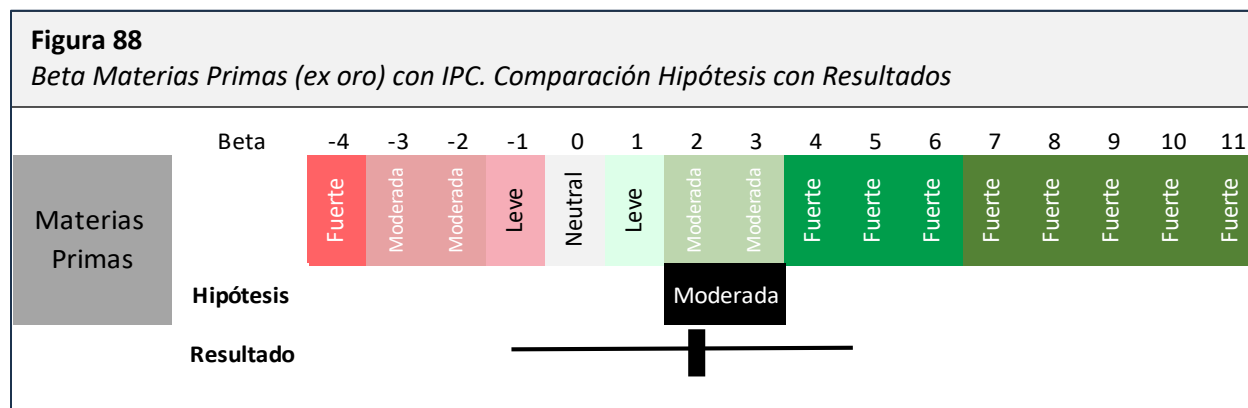 Figura 88
Beta Materias Primas (ex oro) con IPC. Comparación Hipótesis con Resultados
Beta -4 -3 -2 -1 0 1 2 3 4 5 6 7 8 9 10 11
Materias
Primas
Fuerte Moderada Moderada Leve Neutral Leve Moderada Moderada Fuerte Fuerte Fuerte Fuerte Fuerte Fuerte Fuerte Fuerte
Hipótesis Moderada
Resultado